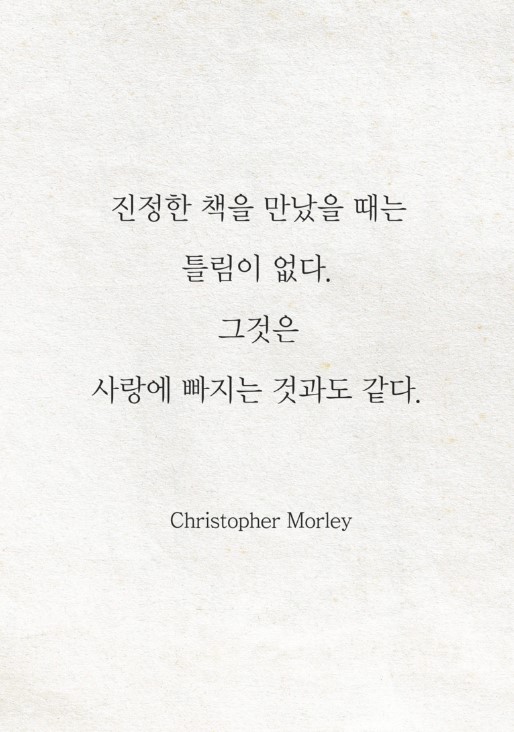 진정한 책을 만났을 때는
틀림이 없다.
그것은
사랑에 빠지는 것과도 같다.
Christopher Morley